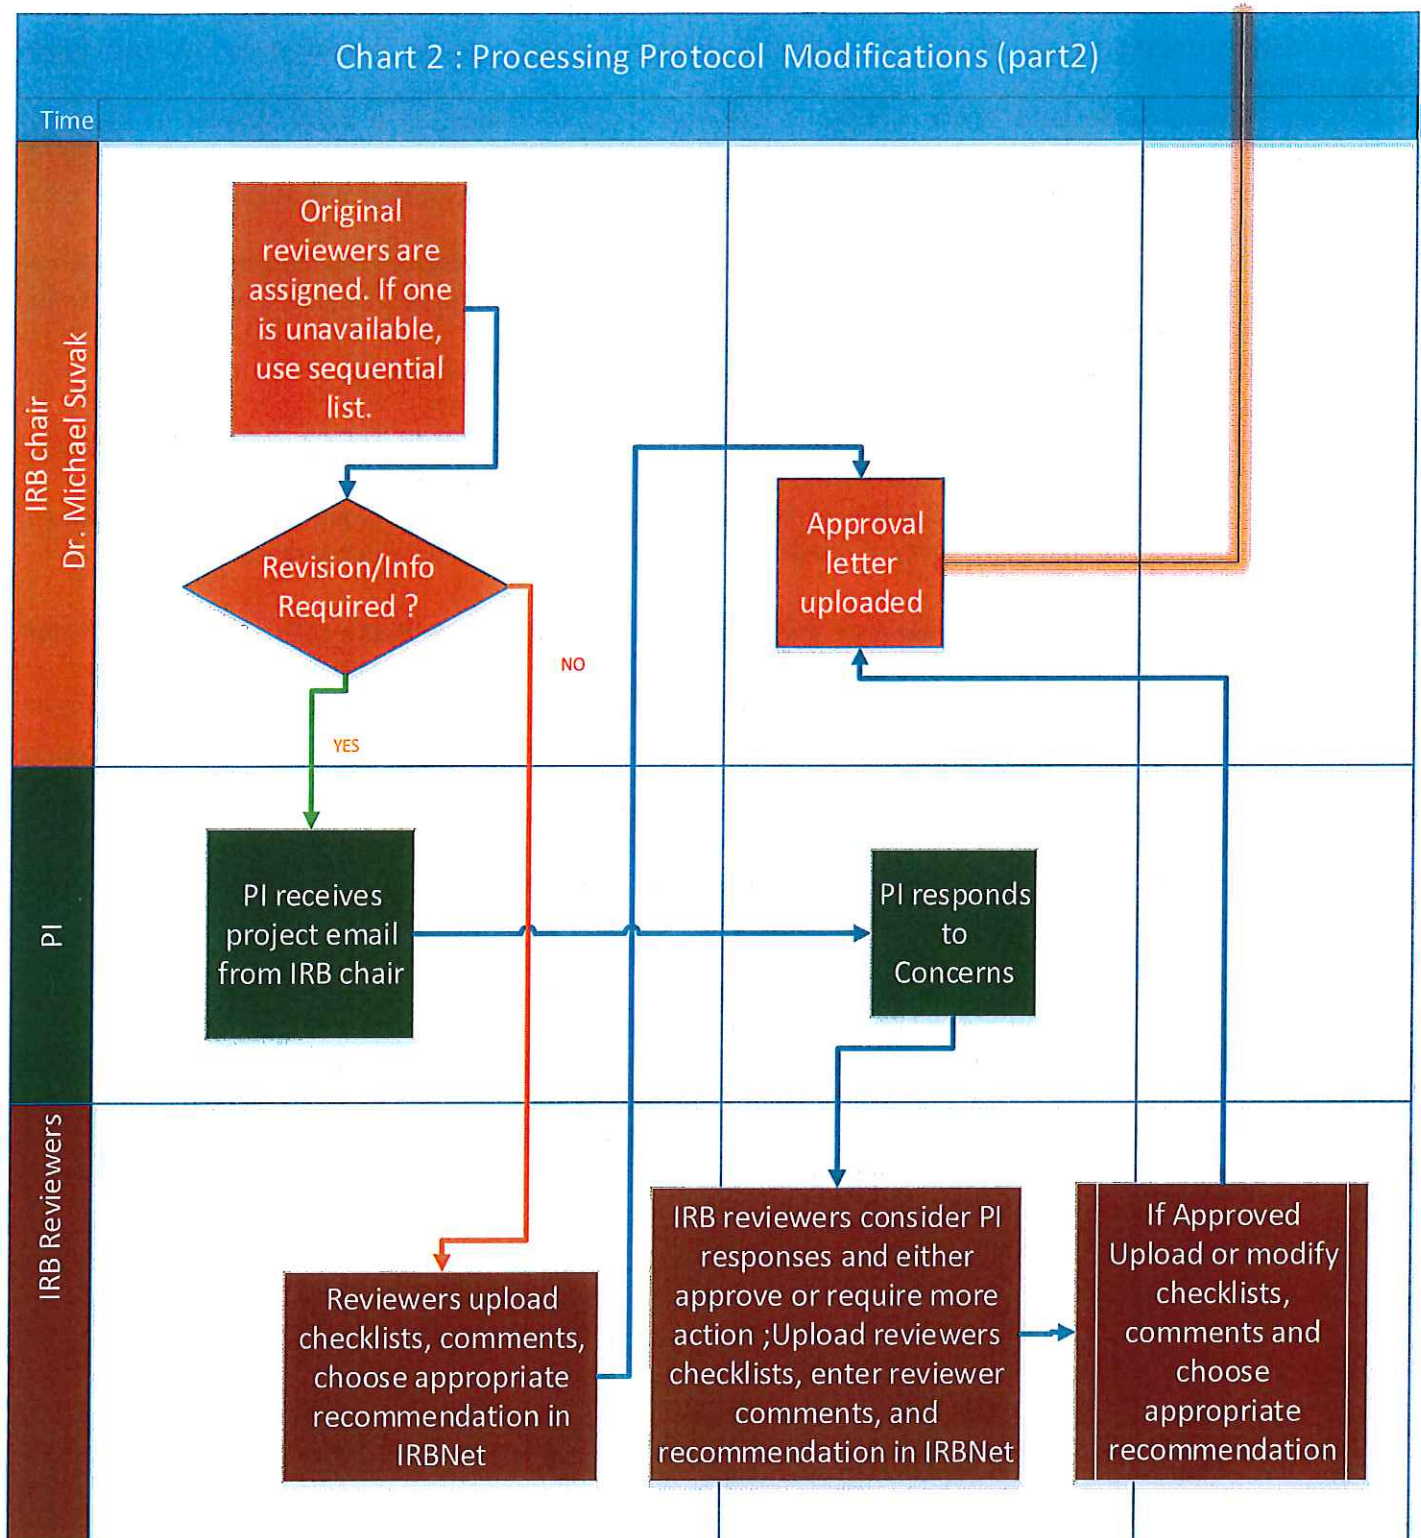 Chart 2 : Processing Protocol  Modifications (part2)
Time
IRB chair
Dr. Michael Suvak
Original
reviewers are
assigned. If one
is unavailable,
use sequential
list.
Revision/Info
Required ?
NO
YES
Approval
letter
uploaded
PI
PI receives
project email
from IRB chair
PI responds
to
Concerns
IRB Reviewers
Reviewers upload
checklists, comments,
choose appropriate
recommendation in
IRBNet
IRB reviewers consider PI
responses and either
approve or require more
action ;Upload reviewers
checklists, enter reviewer
comments, and
recommendation in IRBNet
If Approved
Upload or modify
checklists,
comments and
choose
appropriate
recommendation